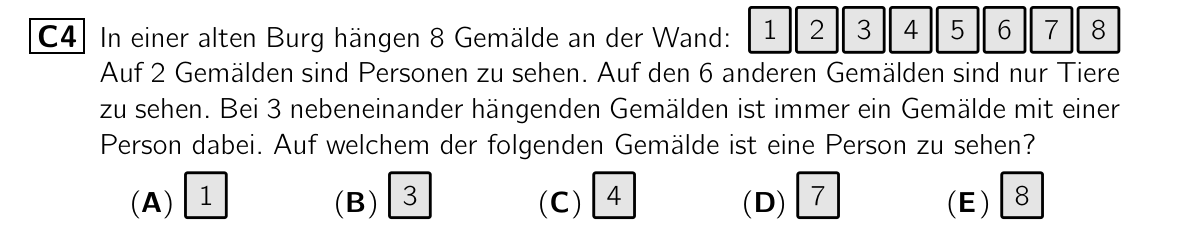 C4 In einer alten Burg hängen 8 Gemälde an der Wand: 1 2 3 4 5 6 7 8
Auf 2 Gemälden sind Personen zu sehen. Auf den 6 anderen Gemälden sind nur Tiere
zu sehen. Bei 3 nebeneinander hängenden Gemälden ist immer ein Gemälde mit einer
Person dabei. Auf welchem der folgenden Gemälde ist eine Person zu sehen?
(A) 1 (B) 3 (C) 4 (D) 7 (E) 8